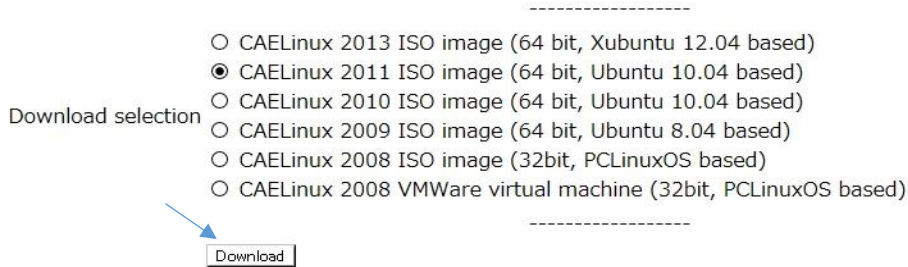 ------------------
CAELinux 2013 ISO image (64 bit, Xubuntu 12.04 based)
CAELinux 2011 ISO image (64 bit, Ubuntu 10.04 based)
CAELinux 2010 ISO image (64 bit, Ubuntu 10.04 based)
Download selection
CAELinux 2009 ISO image (64 bit, Ubuntu 8.04 based)
CAELinux 2008 ISO image (32bit, PCLinuxOS based)
CAELinux 2008 VMWare virtual machine (32bit, PCLinuxOS based)
------------------
Download